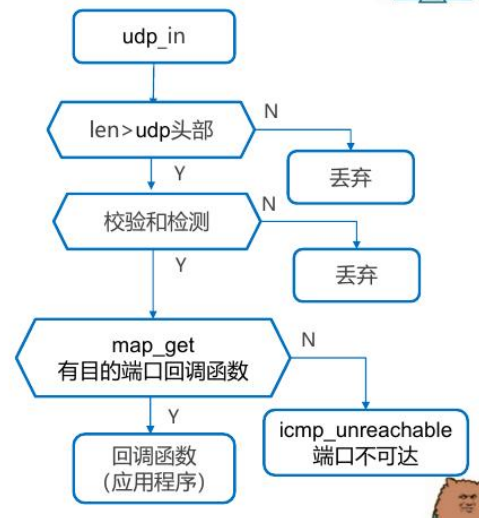 udp_in
len>udp头部
N
Y
丢弃
校验和检测
N
Y
丢弃
map_get
有目的端口回调函数
N
Y
icmp_unreachable
端口不可达
回调函数
(应用程序)